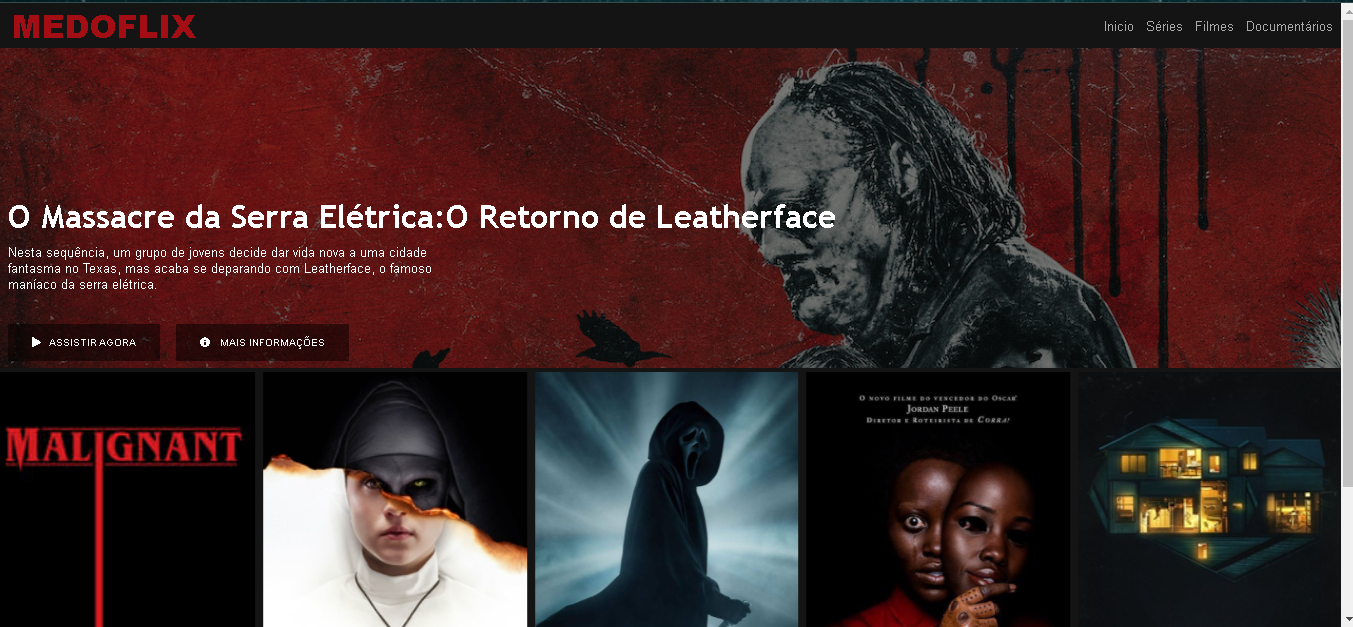 MEDOFLIX
Inicio Séries Filmes Documentários
O Massacre da Serra Elétrica:O Retorno de Leatherface
Nesta sequência, um grupo de jovens decide dar vida nova a uma cidade
fantasma no Texas, mas acaba se deparando com Leatherface, o famoso
maníaco da serra elétrica.
ASSISTIR AGORA
MAIS INFORMAÇÕES
MALIGNANT
O NOVO FILME DO VENCEDOR DO OSCAR®
JORDAN PEELE
DIRETOR E ROTEIRISTA DE CORRA!